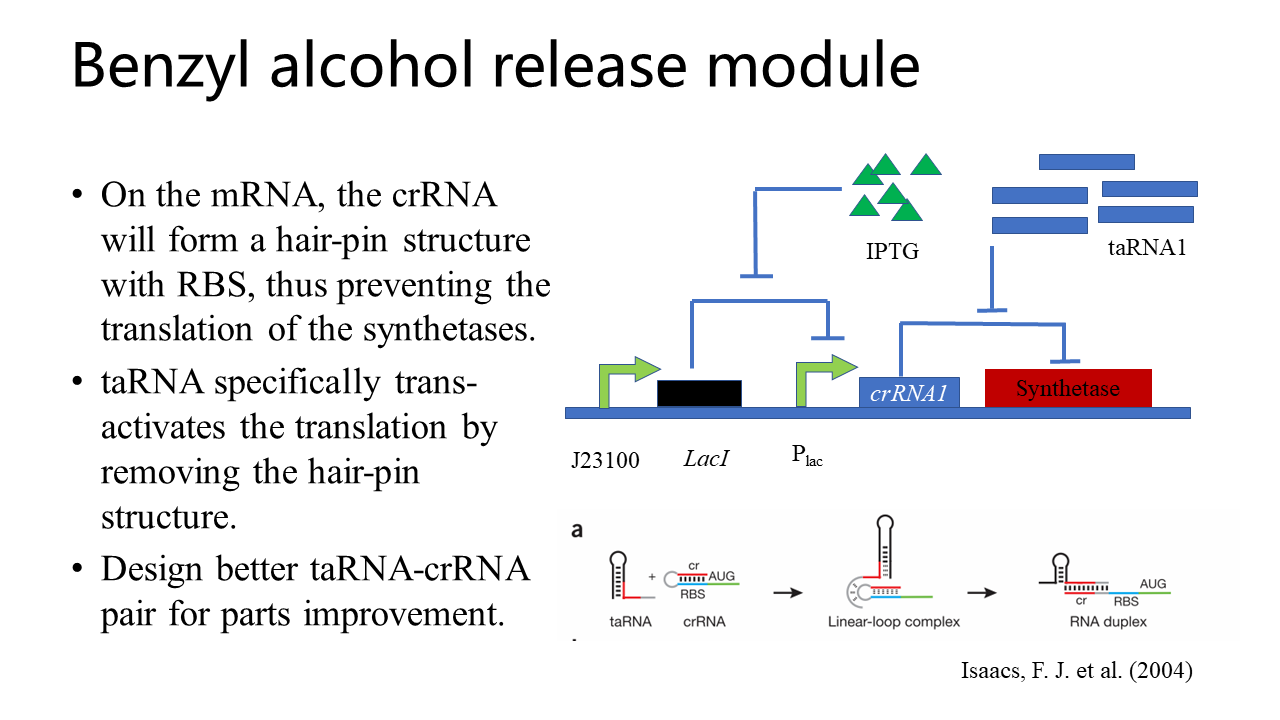 Benzyl alcohol release module
• On the mRNA, the crRNA
will form a hair-pin structure
with RBS, thus preventing the
translation of the synthetases.
• taRNA specifically trans-
activates the translation by
removing the hair-pin
structure.
• Design better taRNA-crRNA
pair for parts improvement.
IPTG
taRNA1
crRNA1
Synthetase
J23100
LacI
Plac
a
cr
+
AUG
RBS
taRNA
crRNA
Linear-loop complex
AUG
cr
RBS
RNA duplex
Isaacs, F. J. et al. (2004)